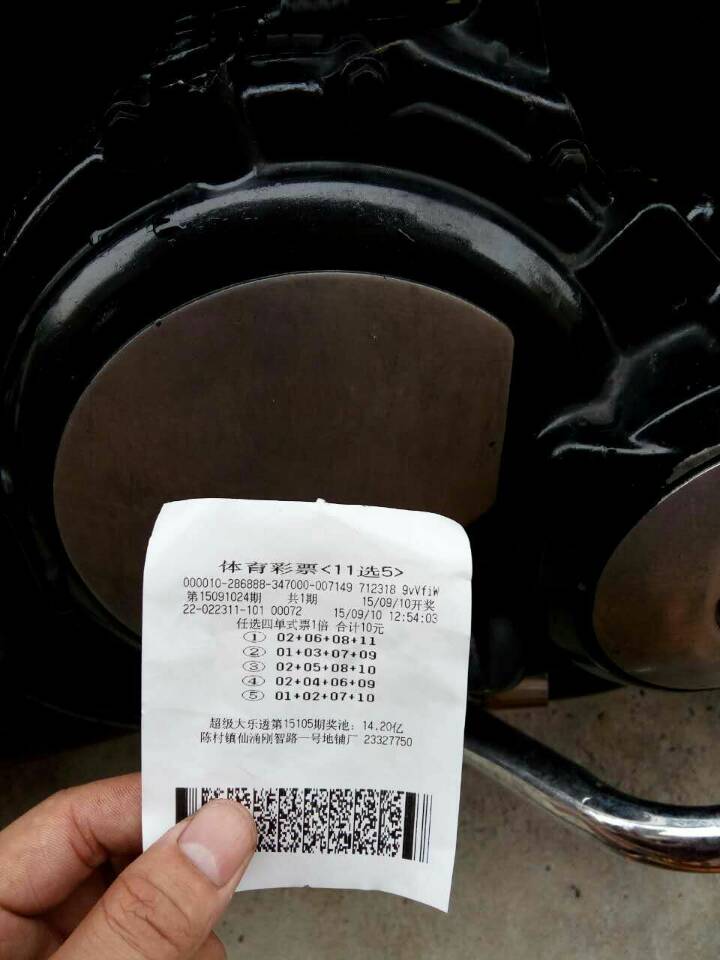 体育彩票<11选5>
000010-286888-347000-007149 712318 9vVfiW
第15091024期 共1期 15/09/10开奖
22-022311-101 00072 15/09/10 12:54:03
任选四单式票1倍 合计10元
① 02+06+08+11
② 01+03+07+09
③ 02+05+08+10
④ 02+04+06+09
⑤ 01+02+07+10
超级大乐透第15105期奖池：14.20亿
陈村镇仙涌刚智路一号地铺厂 23327750